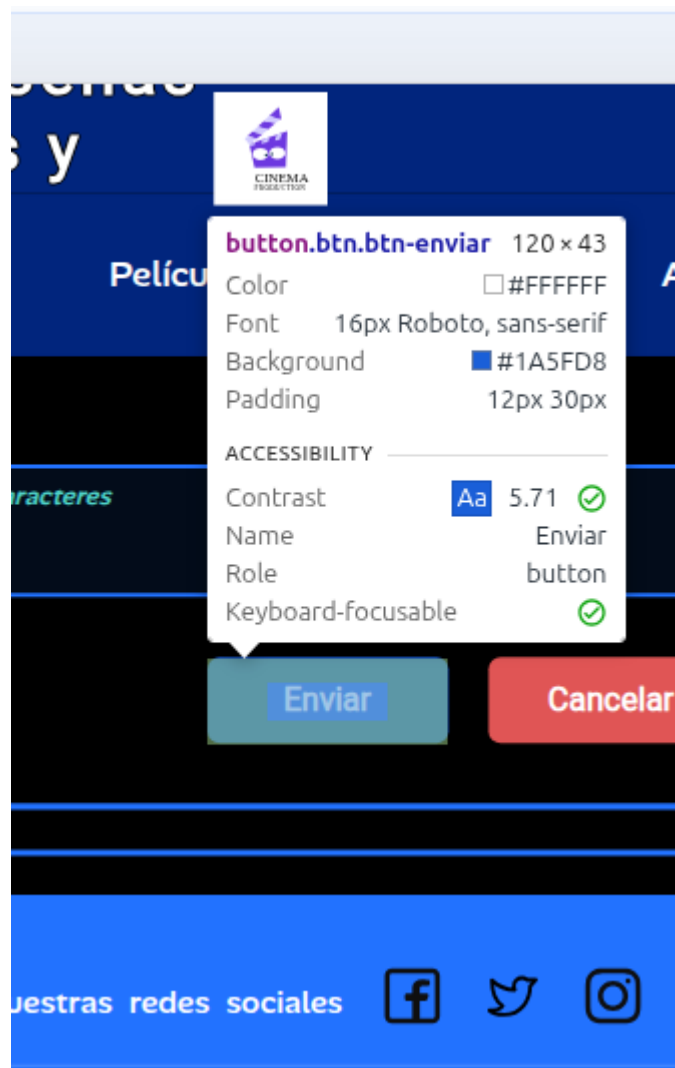 s y
CINEMA
PRODUCTION
button.btn.btn-enviar 120 × 43
Pelícu
A
Color #FFFFFF
Font 16px Roboto, sans-serif
Background #1A5FD8
Padding 12px 30px
ACCESSIBILITY
racteres
Contrast Aa 5.71
Name Enviar
Role button
Keyboard-focusable
Enviar
Cancelar
uestras redes sociales